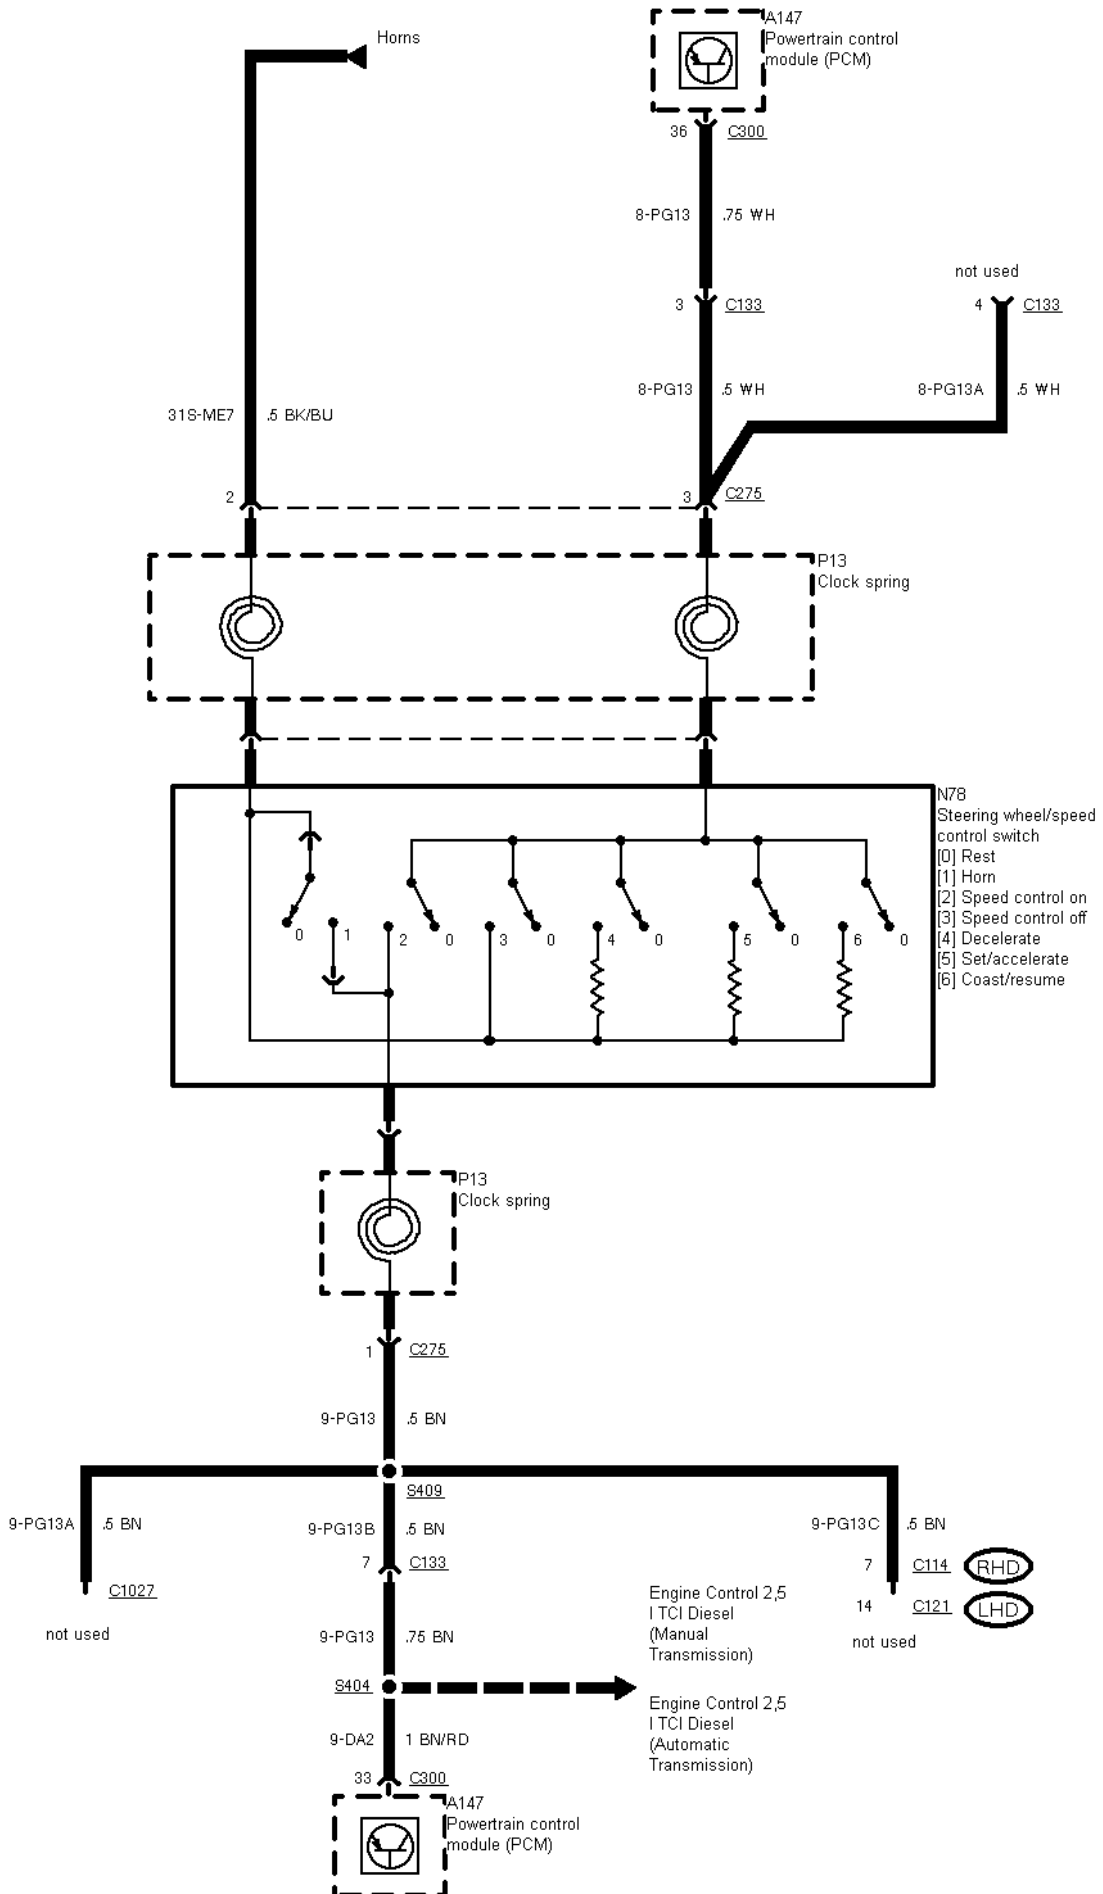 Horns
A147
Powertrain control
module (PCM)
36 C300
8-PG13 .75 WH
not used
3 C133
4 C133
31S-ME7 .5 BK/BU
8-PG13 .5 WH
8-PG13A .5 WH
2
3 C275
P13
Clock spring
N78
Steering wheel/speed
control switch
[0] Rest
[1] Horn
[2] Speed control on
[3] Speed control off
[4] Decelerate
[5] Set/accelerate
[6] Coast/resume
0 1 2 0 3 0 4 0 5 0 6 0
P13
Clock spring
1 C275
9-PG13 .5 BN
S409
9-PG13A .5 BN
9-PG13B .5 BN
9-PG13C .5 BN
C1027
7 C133
7 C114 RHD
14 C121 LHD
not used
not used
9-PG13 .75 BN
Engine Control 2,5
l TCI Diesel
(Manual
Transmission)
S404
Engine Control 2,5
l TCI Diesel
(Automatic
Transmission)
9-DA2 1 BN/RD
33 C300
A147
Powertrain control
module (PCM)